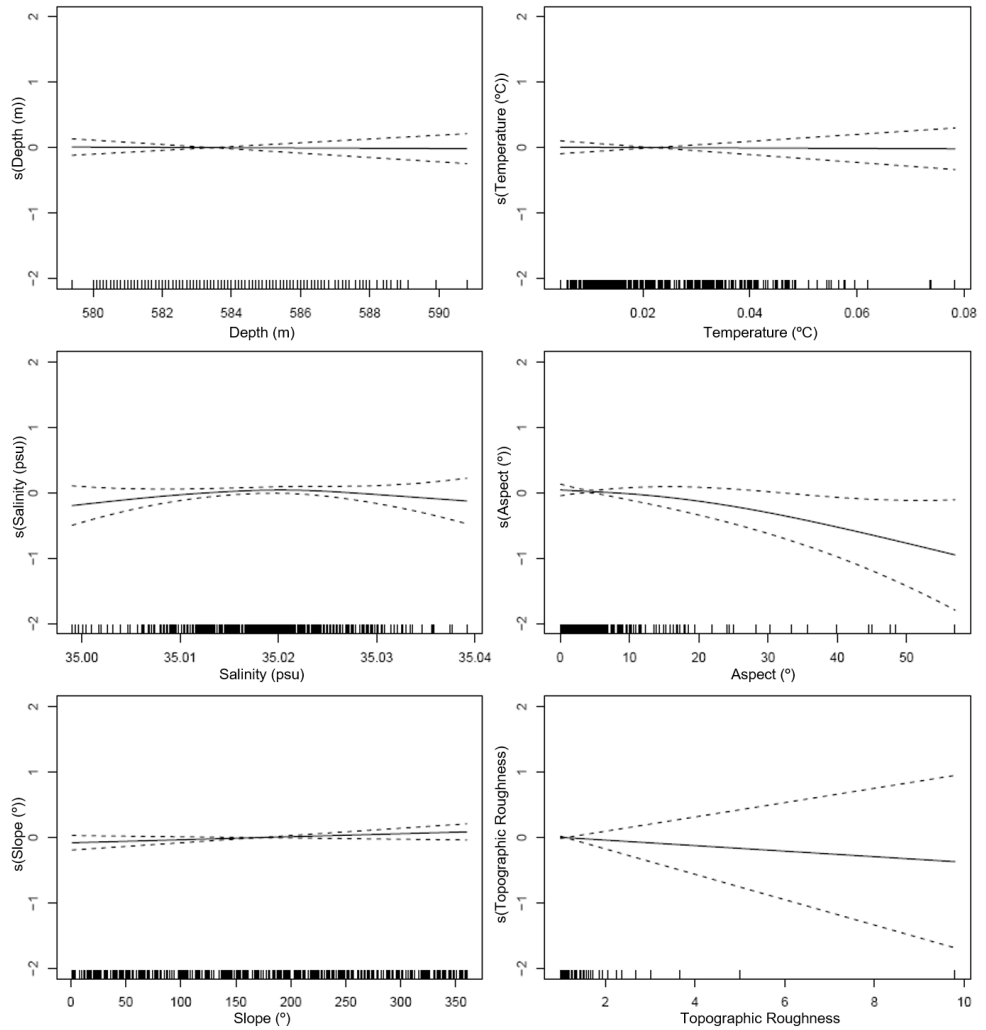 s(Depth (m))
2
1
0
−1
−2
580 582 584 586 588 590
Depth (m)
s(Temperature (ºC))
2
1
0
−1
−2
0.02 0.04 0.06 0.08
Temperature (ºC)
s(Salinity (psu))
2
1
0
−1
−2
35.00 35.01 35.02 35.03 35.04
Salinity (psu)
s(Aspect (º))
2
1
0
−1
−2
0 10 20 30 40 50
Aspect (º)
s(Slope (º))
2
1
0
−1
−2
0 50 100 150 200 250 300 350
Slope (º)
s(Topographic Roughness)
2
1
0
−1
−2
2 4 6 8 10
Topographic Roughness